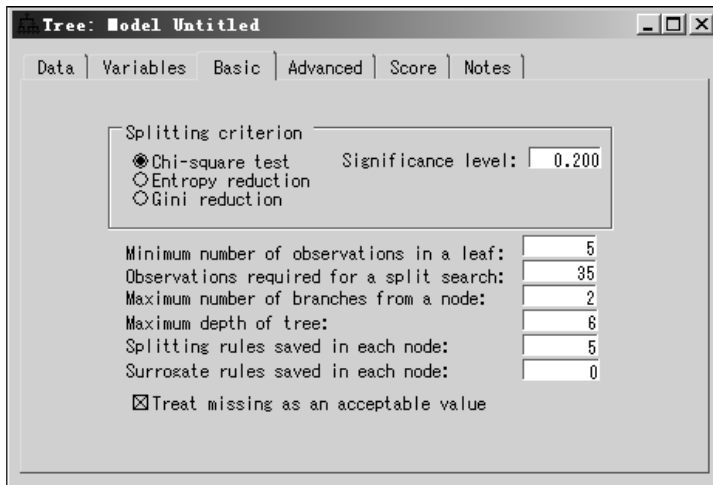 Tree: Model Untitled
Data Variables Basic Advanced Score Notes
Splitting criterion
Chi-square test Significance level: 0.200
Entropy reduction
Gini reduction
Minimum number of observations in a leaf: 5
Observations required for a split search: 35
Maximum number of branches from a node: 2
Maximum depth of tree: 6
Splitting rules saved in each node: 5
Surrogate rules saved in each node: 0
Treat missing as an acceptable value